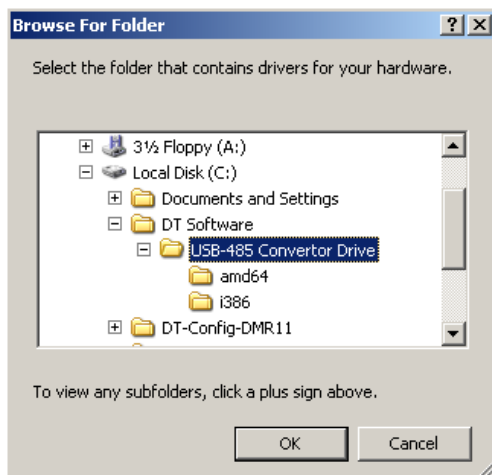 Browse For Folder
Select the folder that contains drivers for your hardware.
3½ Floppy (A:)
Local Disk (C:)
Documents and Settings
DT Software
USB-485 Convertor Drive
amd64
i386
DT-Config-DMR11
To view any subfolders, click a plus sign above.
OK
Cancel